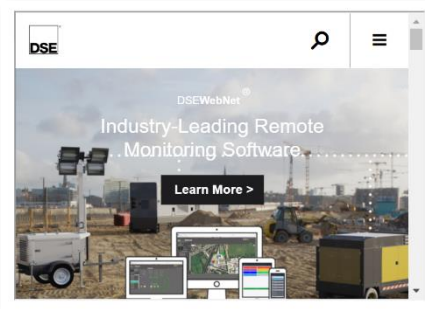 DSE
DSEWebNet®
Industry-Leading Remote
Monitoring Software
Learn More >